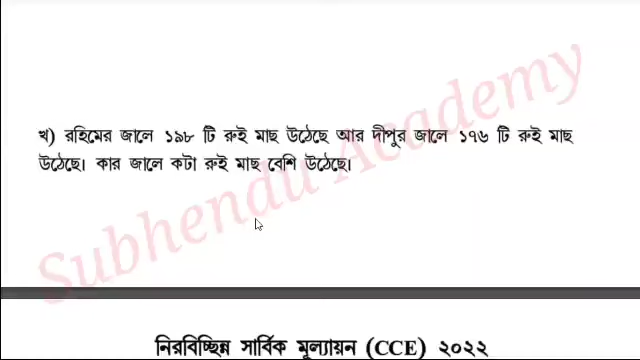 খ) রহিমের জালে ১৯৮ টি রুই মাছ উঠেছে আর দীপুর জালে ১৭৬ টি রুই মাছ
উঠেছে। কার জালে কটা রুই মাছ বেশি উঠেছে।
Subhendu Academy
নিরবিচ্ছিন্ন সার্বিক মূল্যায়ন (CCE) ২০২২